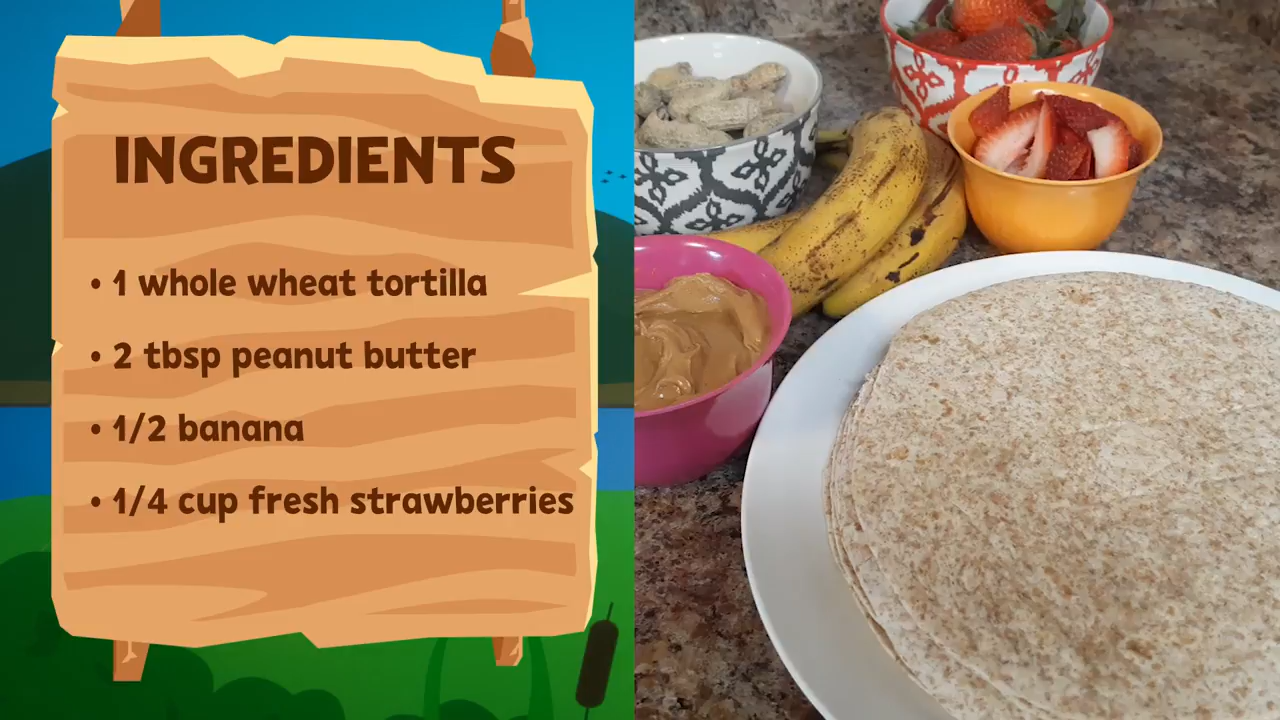 INGREDIENTS
• 1 whole wheat tortilla
• 2 tbsp peanut butter
• 1/2 banana
• 1/4 cup fresh strawberries